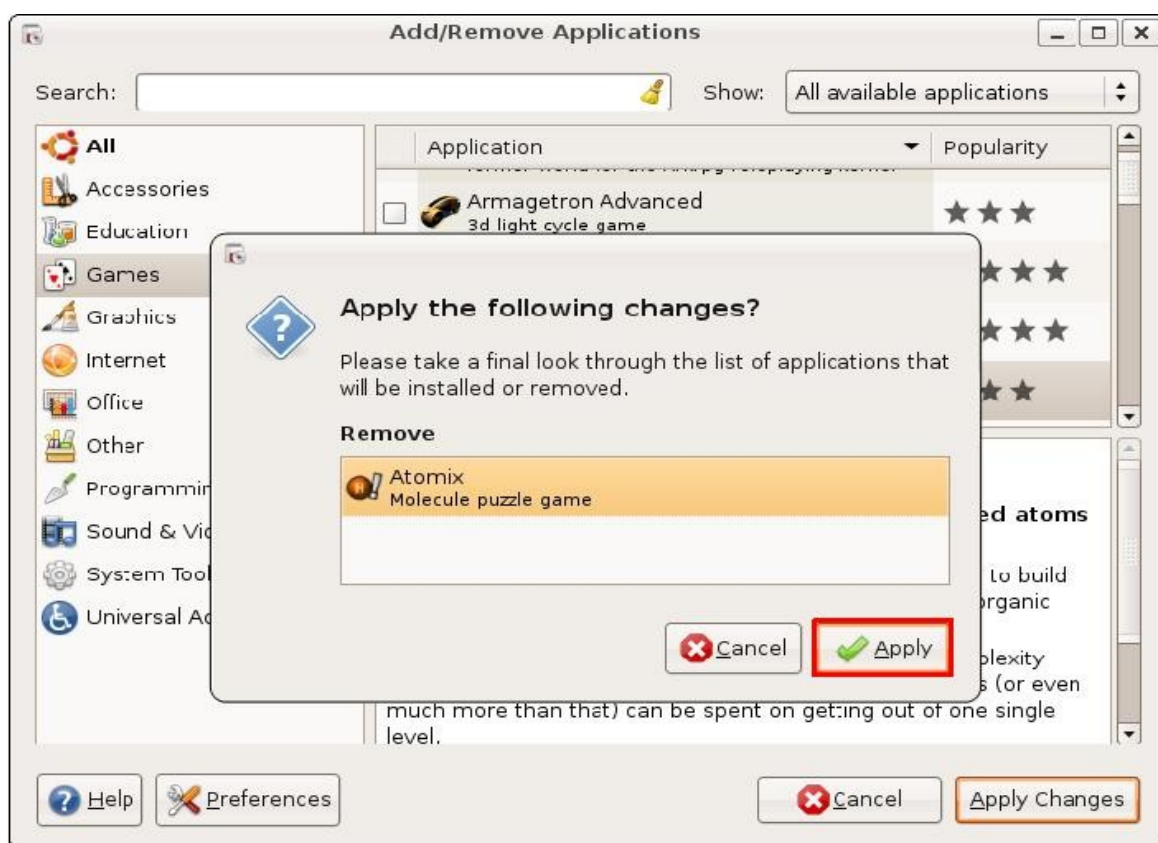 Add/Remove Applications
Search:
Show: All available applications
All
Accessories
Education
Games
Graphics
Internet
Office
Other
Sound &
Universal
Application
Popularity
Armagetron Advanced
3d light cycle game
Apply the following changes?
Please take a final look through the list of applications that
will be installed or removed.
Remove
Atomix
Molecule puzzle game
Cancel
Apply
ed atoms
to build
organic
plexity
s (or even
much more than that) can be spent on getting out of one single
level.
Help
Preferences
Cancel
Apply Changes